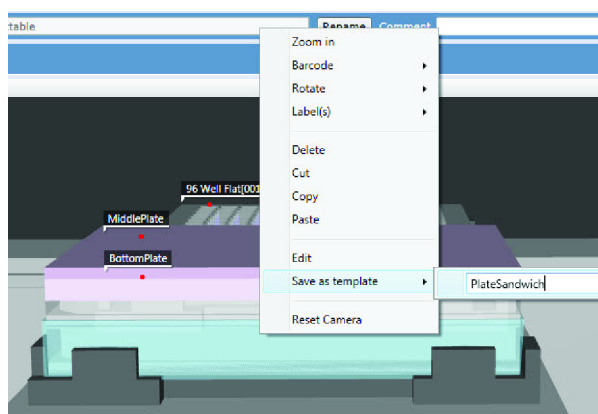 :table
Rename Comment
Zoom in
Barcode
Rotate
Label(s)
Delete
Cut
Copy
Paste
Edit
Save as template
PlateSandwich
Reset Camera
96 Well Flat[001
MiddlePlate
BottomPlate